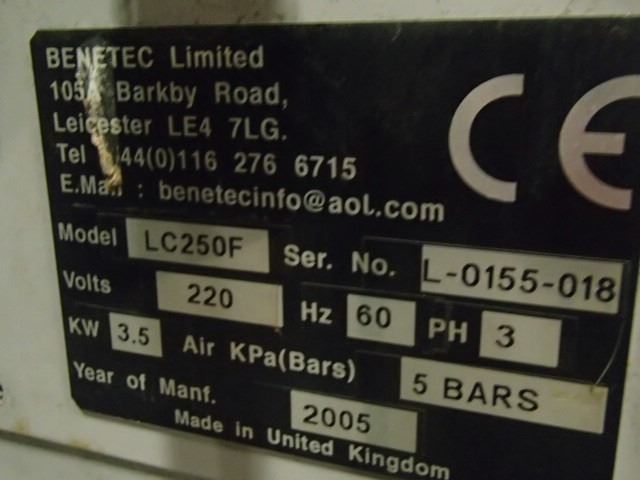 BENETEC Limited
105A Barkby Road,
Leicester LE4 7LG.
Tel 44(0)116 276 6715
E.Mail : benetecinfo@aol.com
CE
Model LC250F Ser. No. L-0155-018
Volts 220 Hz 60 PH 3
KW 3.5 Air KPa(Bars) 5 BARS
Year of Manf. 2005
Made in United Kingdom